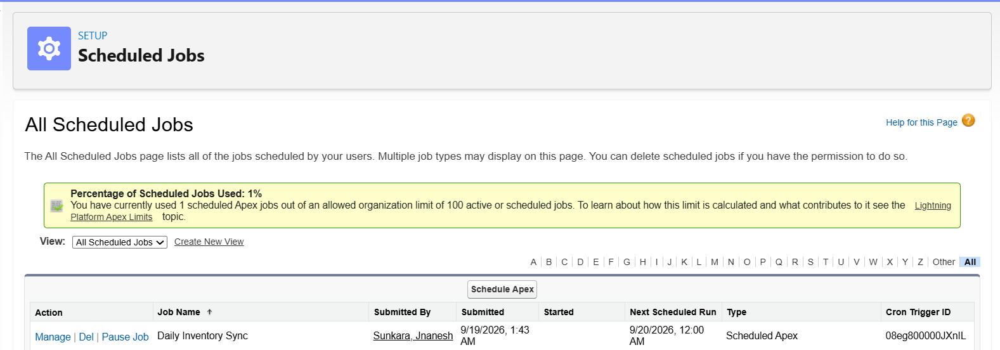 SETUP
Scheduled Jobs
All Scheduled Jobs
Help for this Page ?
The All Scheduled Jobs page lists all of the jobs scheduled by your users. Multiple job types may display on this page. You can delete scheduled jobs if you have the permission to do so.
Percentage of Scheduled Jobs Used: 1%
You have currently used 1 scheduled Apex jobs out of an allowed organization limit of 100 active or scheduled jobs. To learn about how this limit is calculated and what contributes to it see the Lightning
Platform Apex Limits topic.
View: All Scheduled Jobs Create New View
A | B | C | D | E | F | G | H | I | J | K | L | M | N | O | P | Q | R | S | T | U | V | W | X | Y | Z | Other | All
Schedule Apex
Action Job Name ↑ Submitted By Submitted Started Next Scheduled Run Type Cron Trigger ID
Manage | Del | Pause Job Daily Inventory Sync Sunkara, Jnanesh 9/19/2026, 1:43 AM 9/20/2026, 12:00 AM Scheduled Apex 08eg800000JXnIL